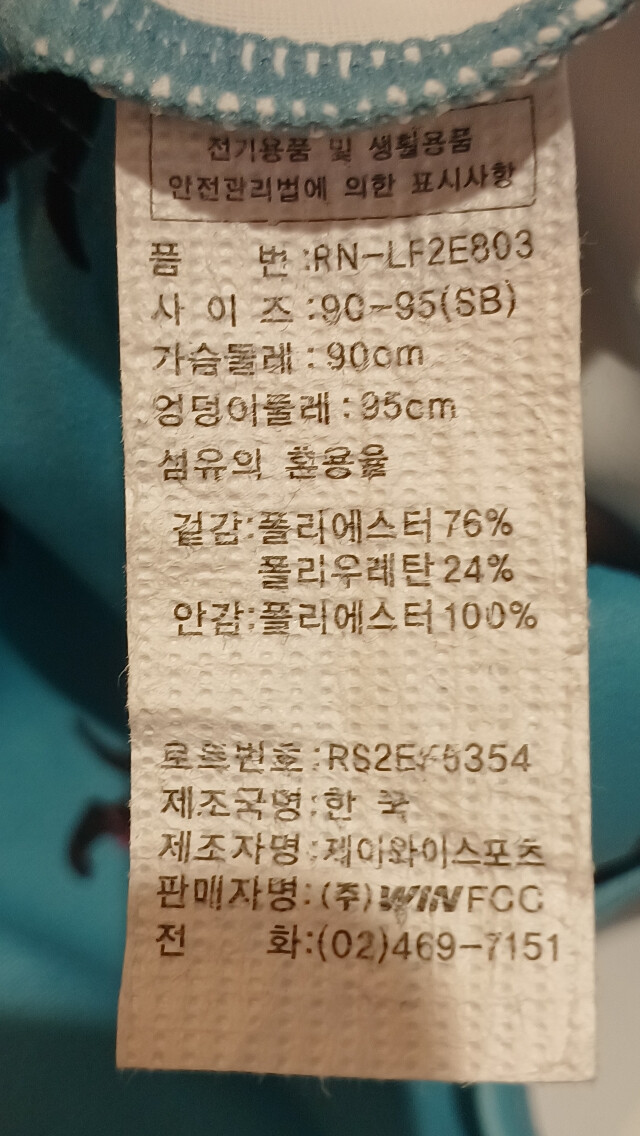 전기용품 및 생활용품
안전관리법에 의한 표시사항
품 번 :RN-LF2E803
사 이 즈 :90-95(SB)
가슴둘레 : 90cm
엉덩이둘레 : 95cm
섬유의 혼용율
겉감:폴리에스터 76%
폴리우레탄 24%
안감:폴리에스터 100%
로트번호 :
제조국명:한 국
제조자명:제이와이스포츠
판매자명:(주)WINFCC
전 화:(02)469-7151